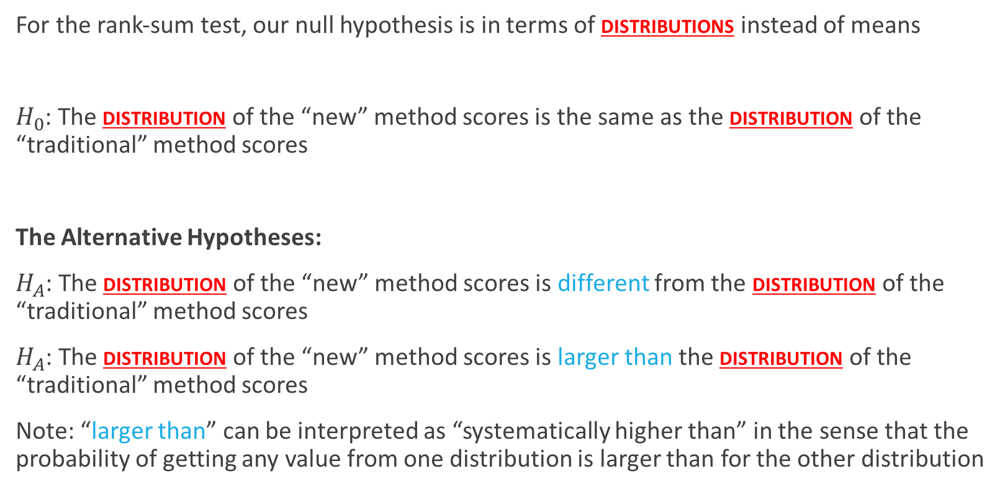 For the rank-sum test, our null hypothesis is in terms of DISTRIBUTIONS instead of means
H₀: The DISTRIBUTION of the “new” method scores is the same as the DISTRIBUTION of the
“traditional” method scores
The Alternative Hypotheses:
H_A: The DISTRIBUTION of the “new” method scores is different from the DISTRIBUTION of the
“traditional” method scores
H_A: The DISTRIBUTION of the “new” method scores is larger than the DISTRIBUTION of the
“traditional” method scores
Note: “larger than” can be interpreted as “systematically higher than” in the sense that the
probability of getting any value from one distribution is larger than for the other distribution